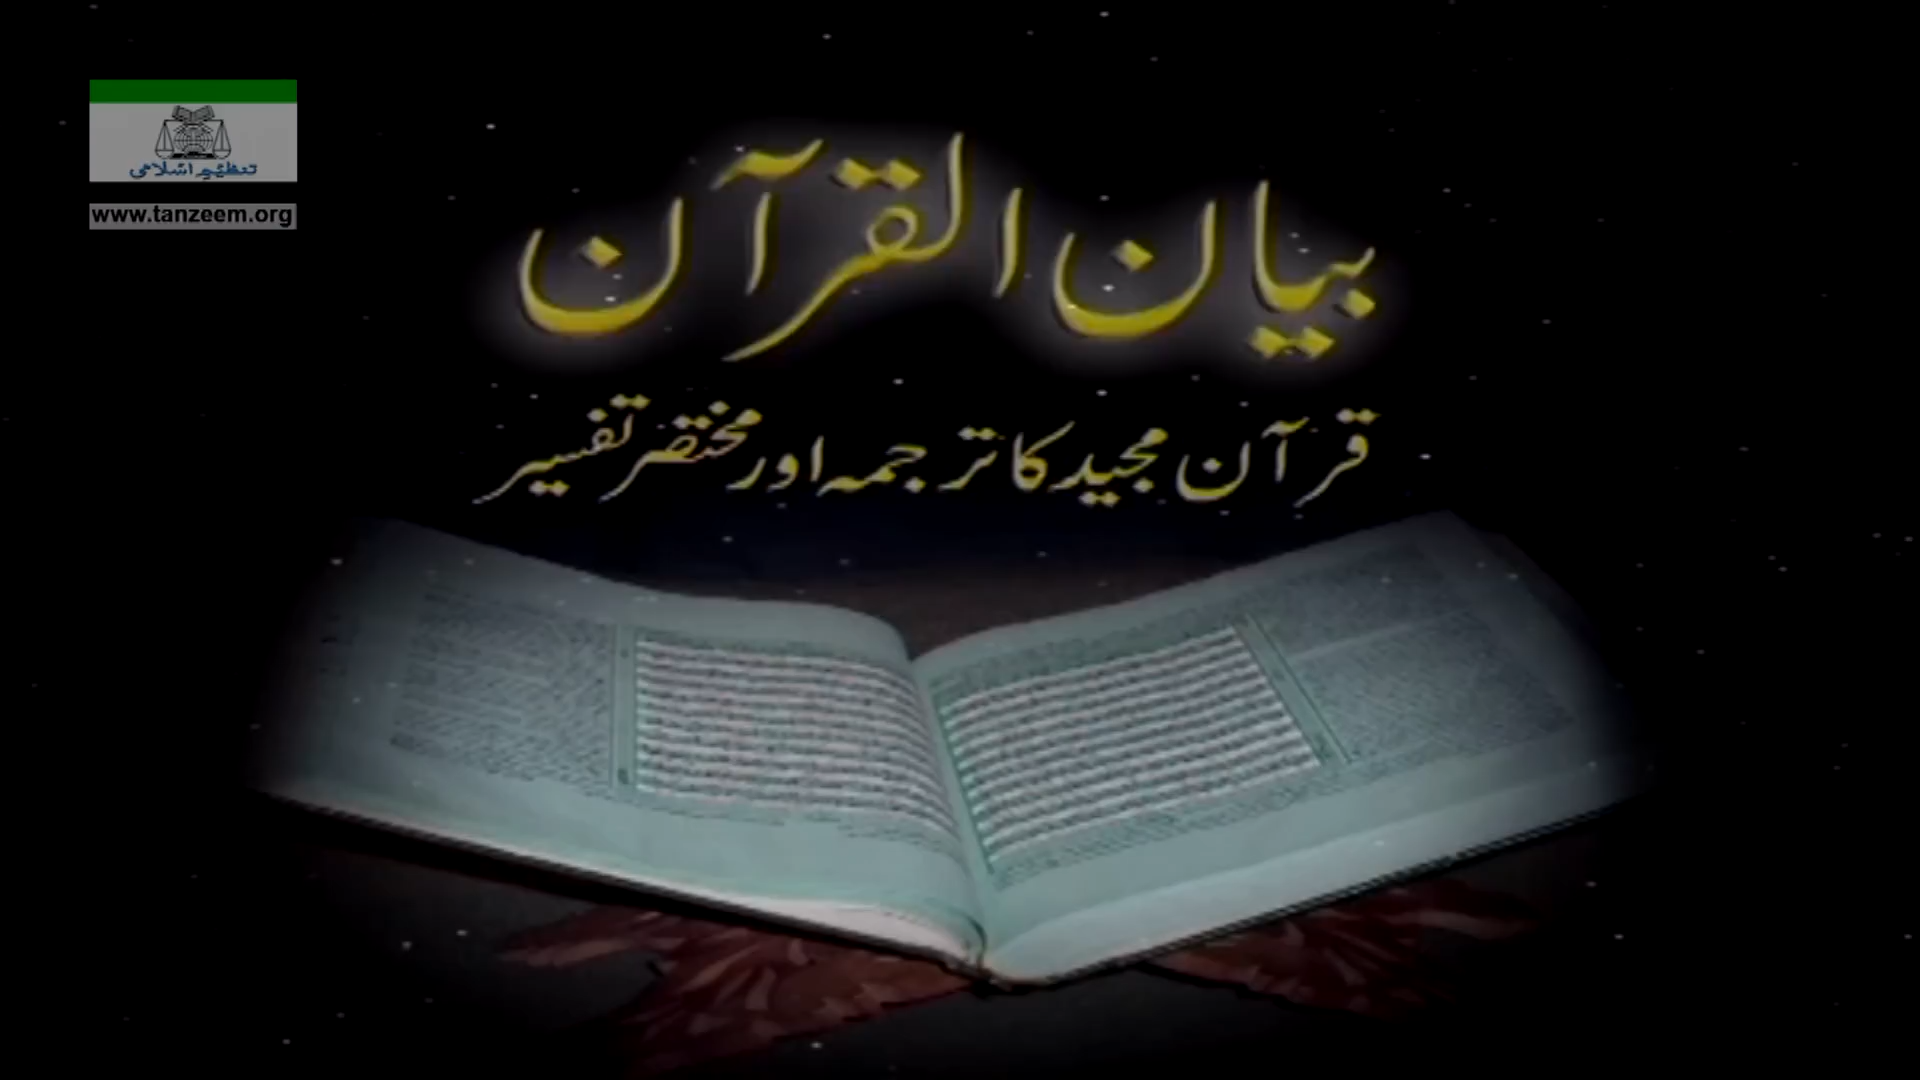 تنظیم اسلامی
www.tanzeem.org
بیان القرآن
قرآن مجید کا ترجمہ اور مختصر تفسیر